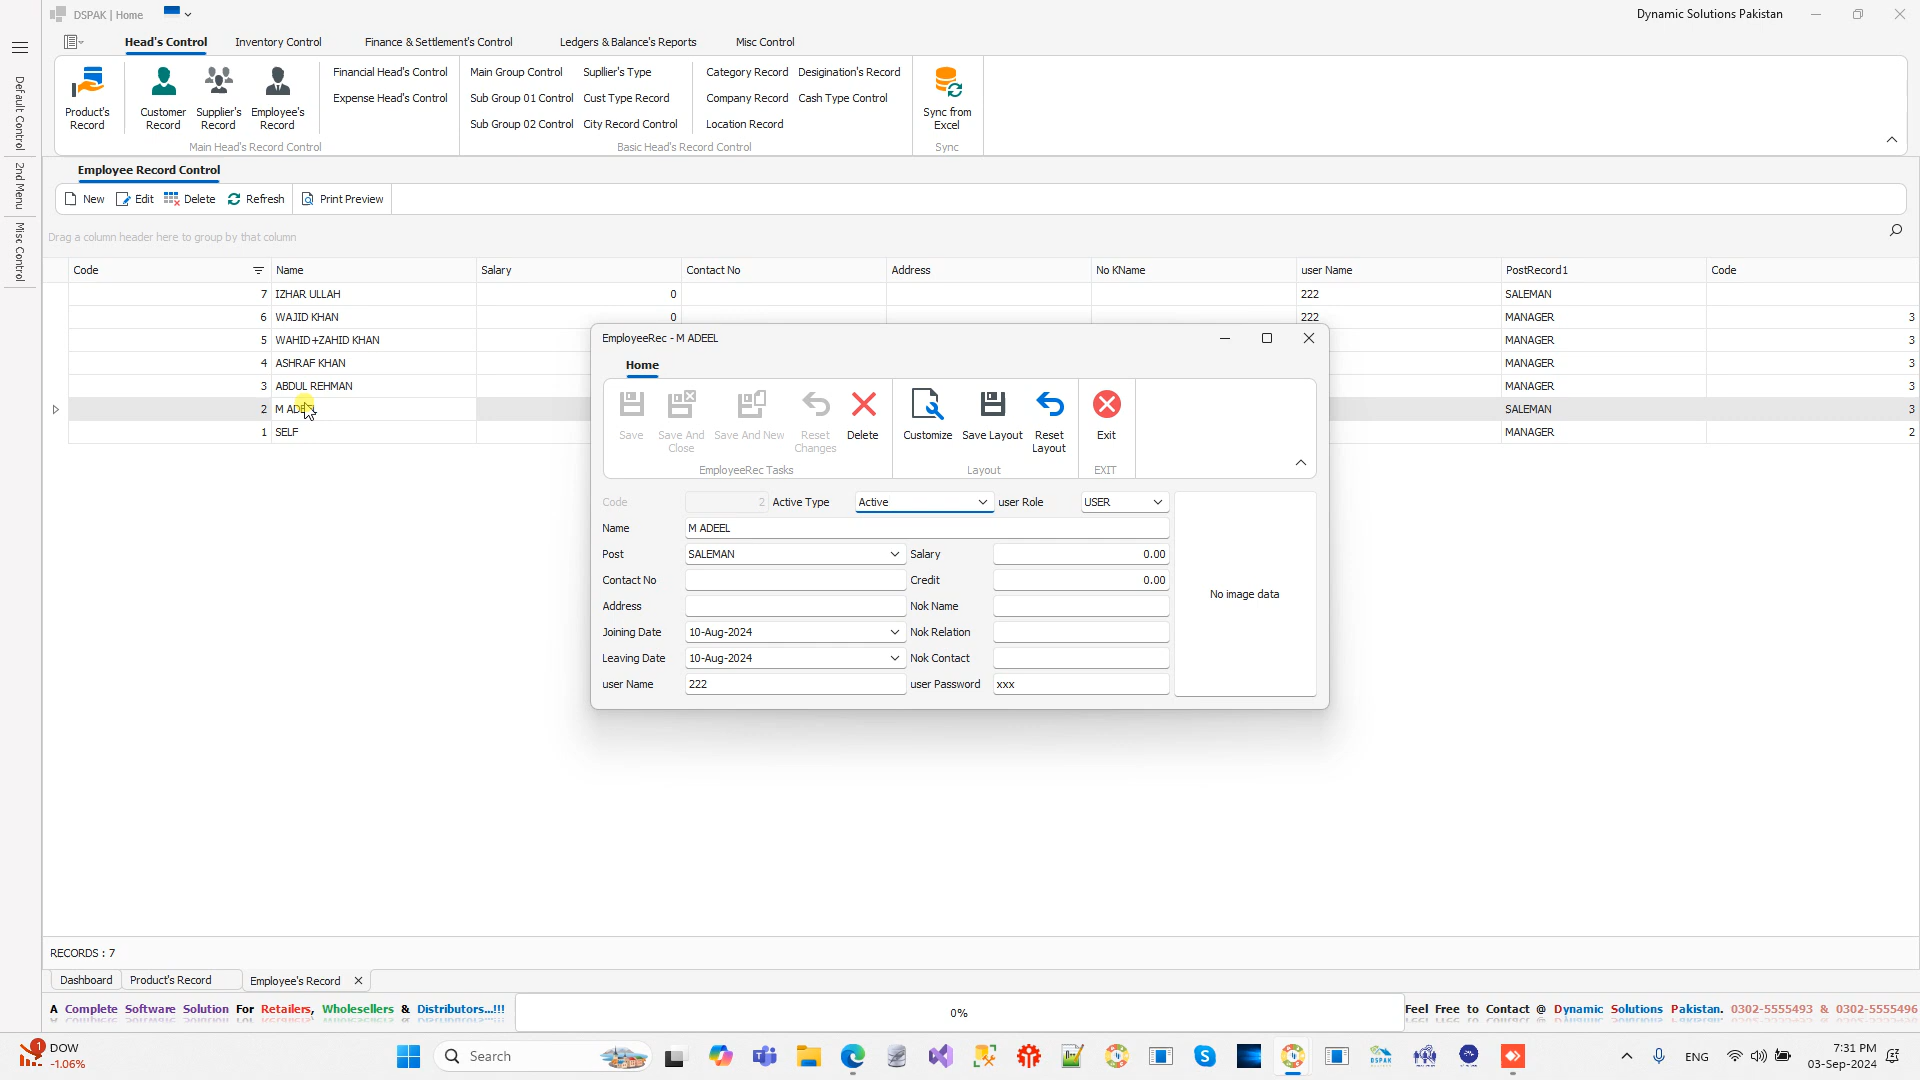 DSPAK | Home
Dynamic Solutions Pakistan
Head's Control
Inventory Control
Finance & Settlement's Control
Ledgers & Balance's Reports
Misc Control
Product's
Record
Customer
Record
Supplier's
Record
Employee's
Record
Financial Head's Control
Expense Head's Control
Main Head's Record Control
Main Group Control
Supllier's Type
Sub Group 01 Control
Cust Type Record
Sub Group 02 Control
City Record Control
Category Record
Designation's Record
Company Record
Cash Type Control
Location Record
Basic Head's Record Control
Sync from
Excel
Sync
Default Control
2nd Menu
Misc Control
Employee Record Control
New
Edit
Delete
Refresh
Print Preview
Drag a column header here to group by that column
Code Name Salary Contact No Address No KName user Name PostRecord1 Code
7 IZHAR ULLAH 0 222 SALEMAN
6 WAJID KHAN 0 222 MANAGER 3
5 WAHID+ZAHID KHAN MANAGER 3
4 ASHRAF KHAN MANAGER 3
3 ABDUL REHMAN MANAGER 3
2 M ADEEL SALEMAN 3
1 SELF MANAGER 2
EmployeeRec - M ADEEL
Home
Save
Save And
Close
Save And New
Reset
Changes
Delete
EmployeeRec Tasks
Customize
Save Layout
Reset
Layout
Layout
Exit
EXIT
Code 2 Active Type Active user Role USER
Name M ADEEL
Post SALEMAN Salary 0.00
Contact No Credit 0.00
Address Nok Name
Joining Date 10-Aug-2024 Nok Relation
Leaving Date 10-Aug-2024 Nok Contact
user Name 222 user Password xxx
No image data
RECORDS : 7
Dashboard
Product's Record
Employee's Record
A Complete Software Solution For Retailers, Wholesellers & Distributors...!!!
0%
Feel Free to Contact @ Dynamic Solutions Pakistan. 0302-5555493 & 0302-5555496
1
DOW
-1.06%
Search
DSPAK
ENG
7:31 PM
03-Sep-2024